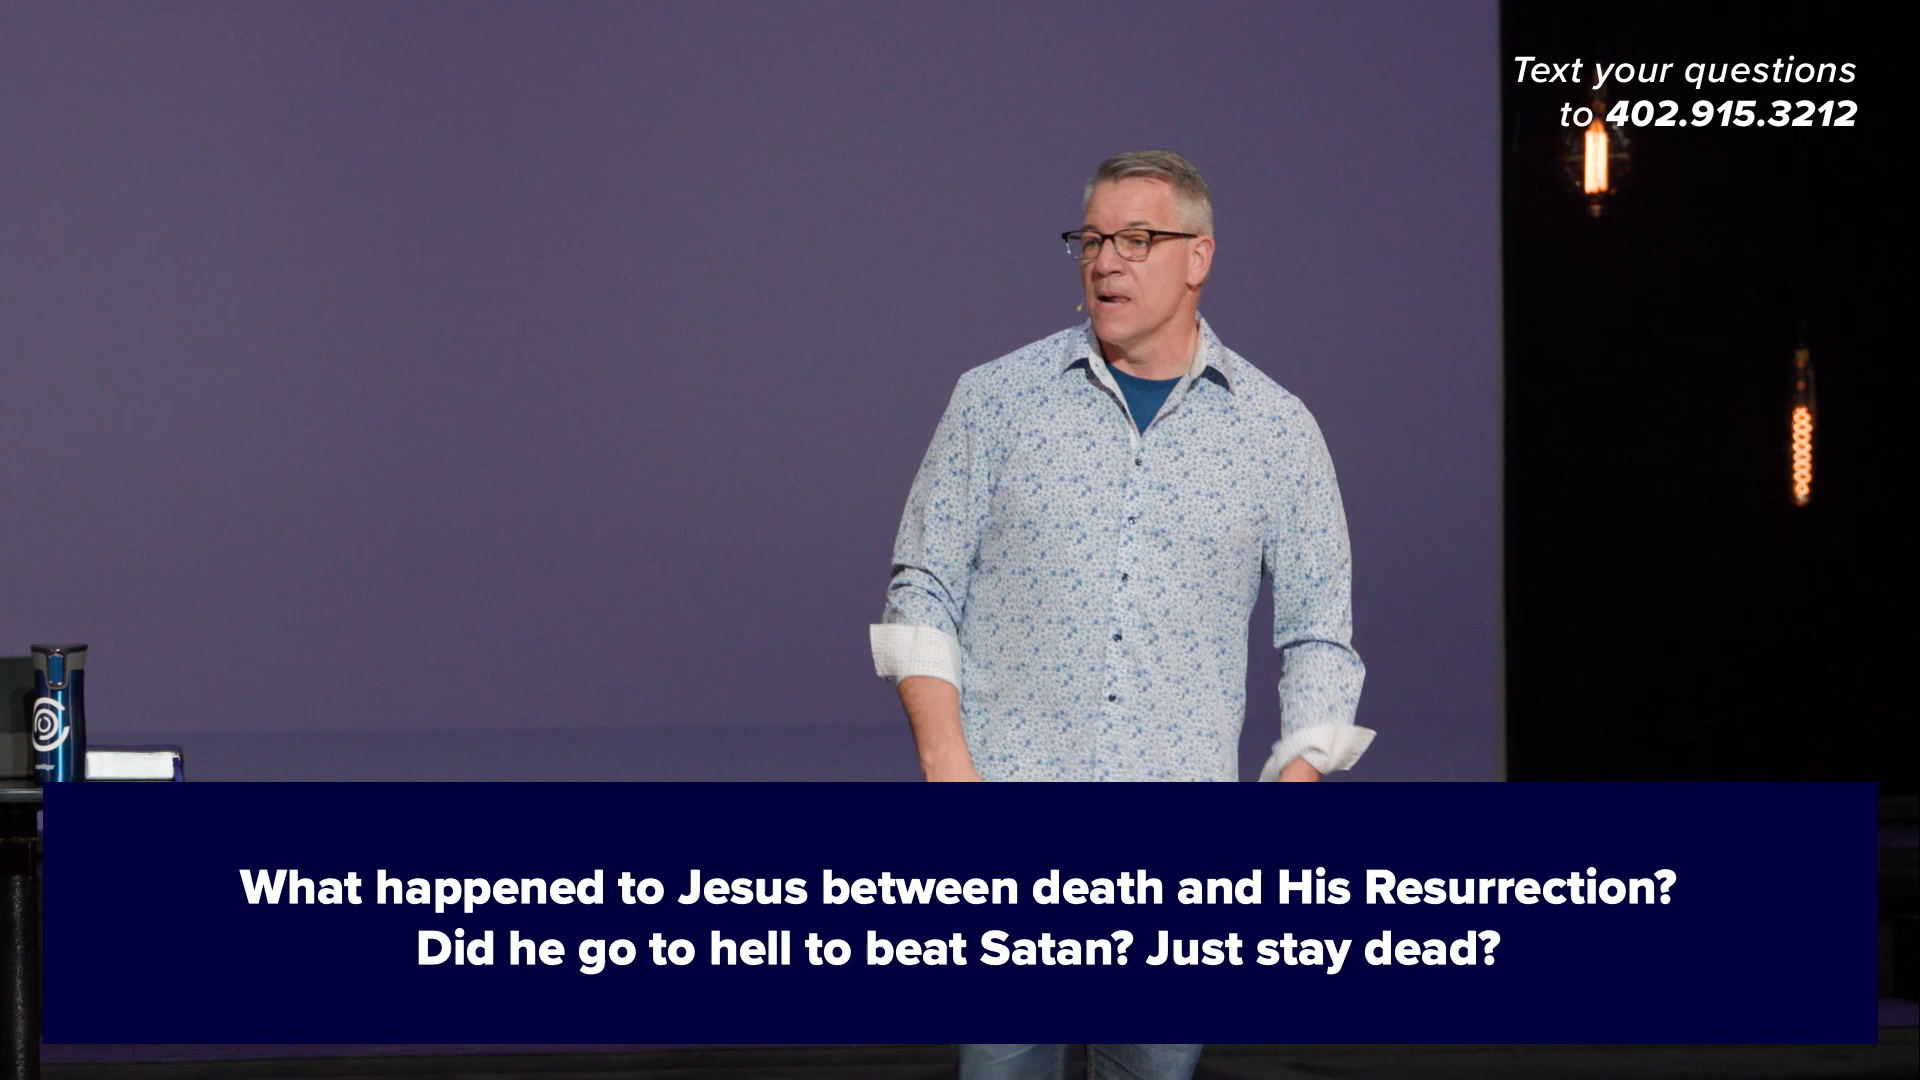 Text your questions
to 402.915.3212
What happened to Jesus between death and His Resurrection?
Did he go to hell to beat Satan? Just stay dead?